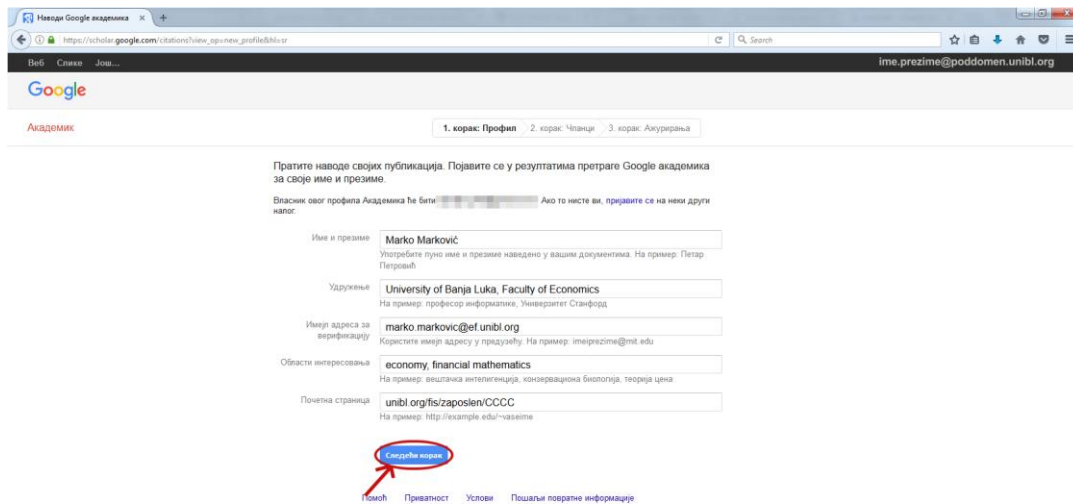 Наводи Google академика
https://scholar.google.com/citations?view_op=new_profile&hl=sr
Search
Веб Слике Још...
ime.prezime@poddomen.unibl.org
Google
Академик
1. корак: Профил 2. корак: Чланци 3. корак: Ажурирања
Пратите наводе својих публикација. Појавите се у резултатима претраге Google академика
за своје име и презиме.
Власник овог профила Академика ће бити Ако то нисте ви, пријавите се на неки други
налог.
Име и презиме Marko Marković
Употребите пуно име и презиме наведено у вашим документима. На пример: Петар
Петровић
Удружење University of Banja Luka, Faculty of Economics
На пример: професор информатике, Универзитет Станфорд
Имејл адреса за
верификацију marko.markovic@ef.unibl.org
Користите имејл адресу у предузећу. На пример: imeiprezime@mit.edu
Области интересовања economy, financial mathematics
На пример: вештачка интелигенција, конзервациона биологија, теорија цена
Почетна страница unibl.org/fis/zaposlen/CCCC
На пример: http://example.edu/~vaseime
Следећи корак
Помоћ Приватност Услови Пошаљи повратне информације